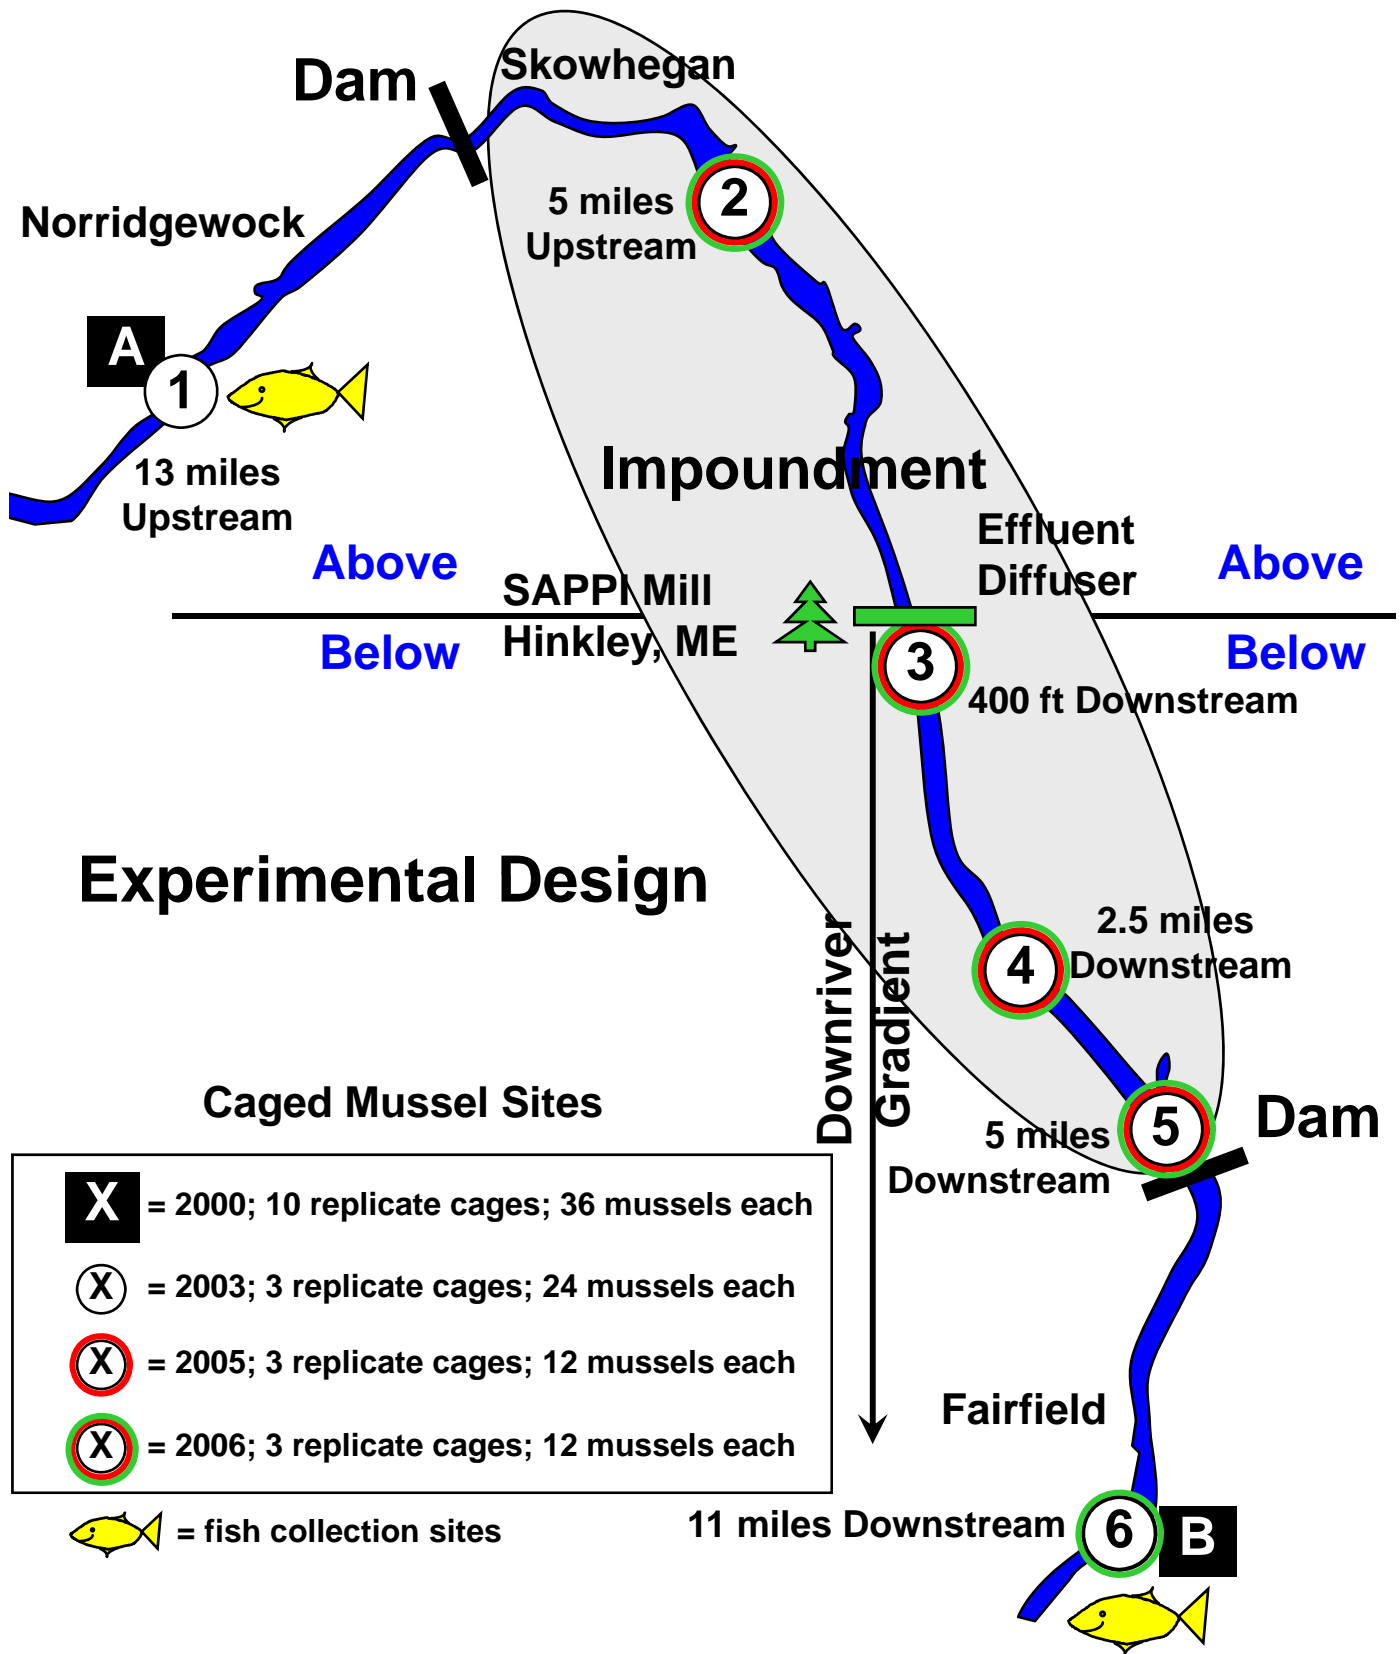 Skowhegan
Dam
5 miles
Upstream
2
Norridgewock
A
1
13 miles
Upstream
Impoundment
Effluent
Diffuser
Above
Above
SAPPI Mill
Hinkley, ME
Below
Below
3
400 ft Downstream
Experimental Design
Downriver
Gradient
2.5 miles
Downstream
4
5
Dam
5 miles
Downstream
Caged Mussel Sites
X = 2000; 10 replicate cages; 36 mussels each
X = 2003; 3 replicate cages; 24 mussels each
X = 2005; 3 replicate cages; 12 mussels each
X = 2006; 3 replicate cages; 12 mussels each
= fish collection sites
Fairfield
11 miles Downstream
6
B